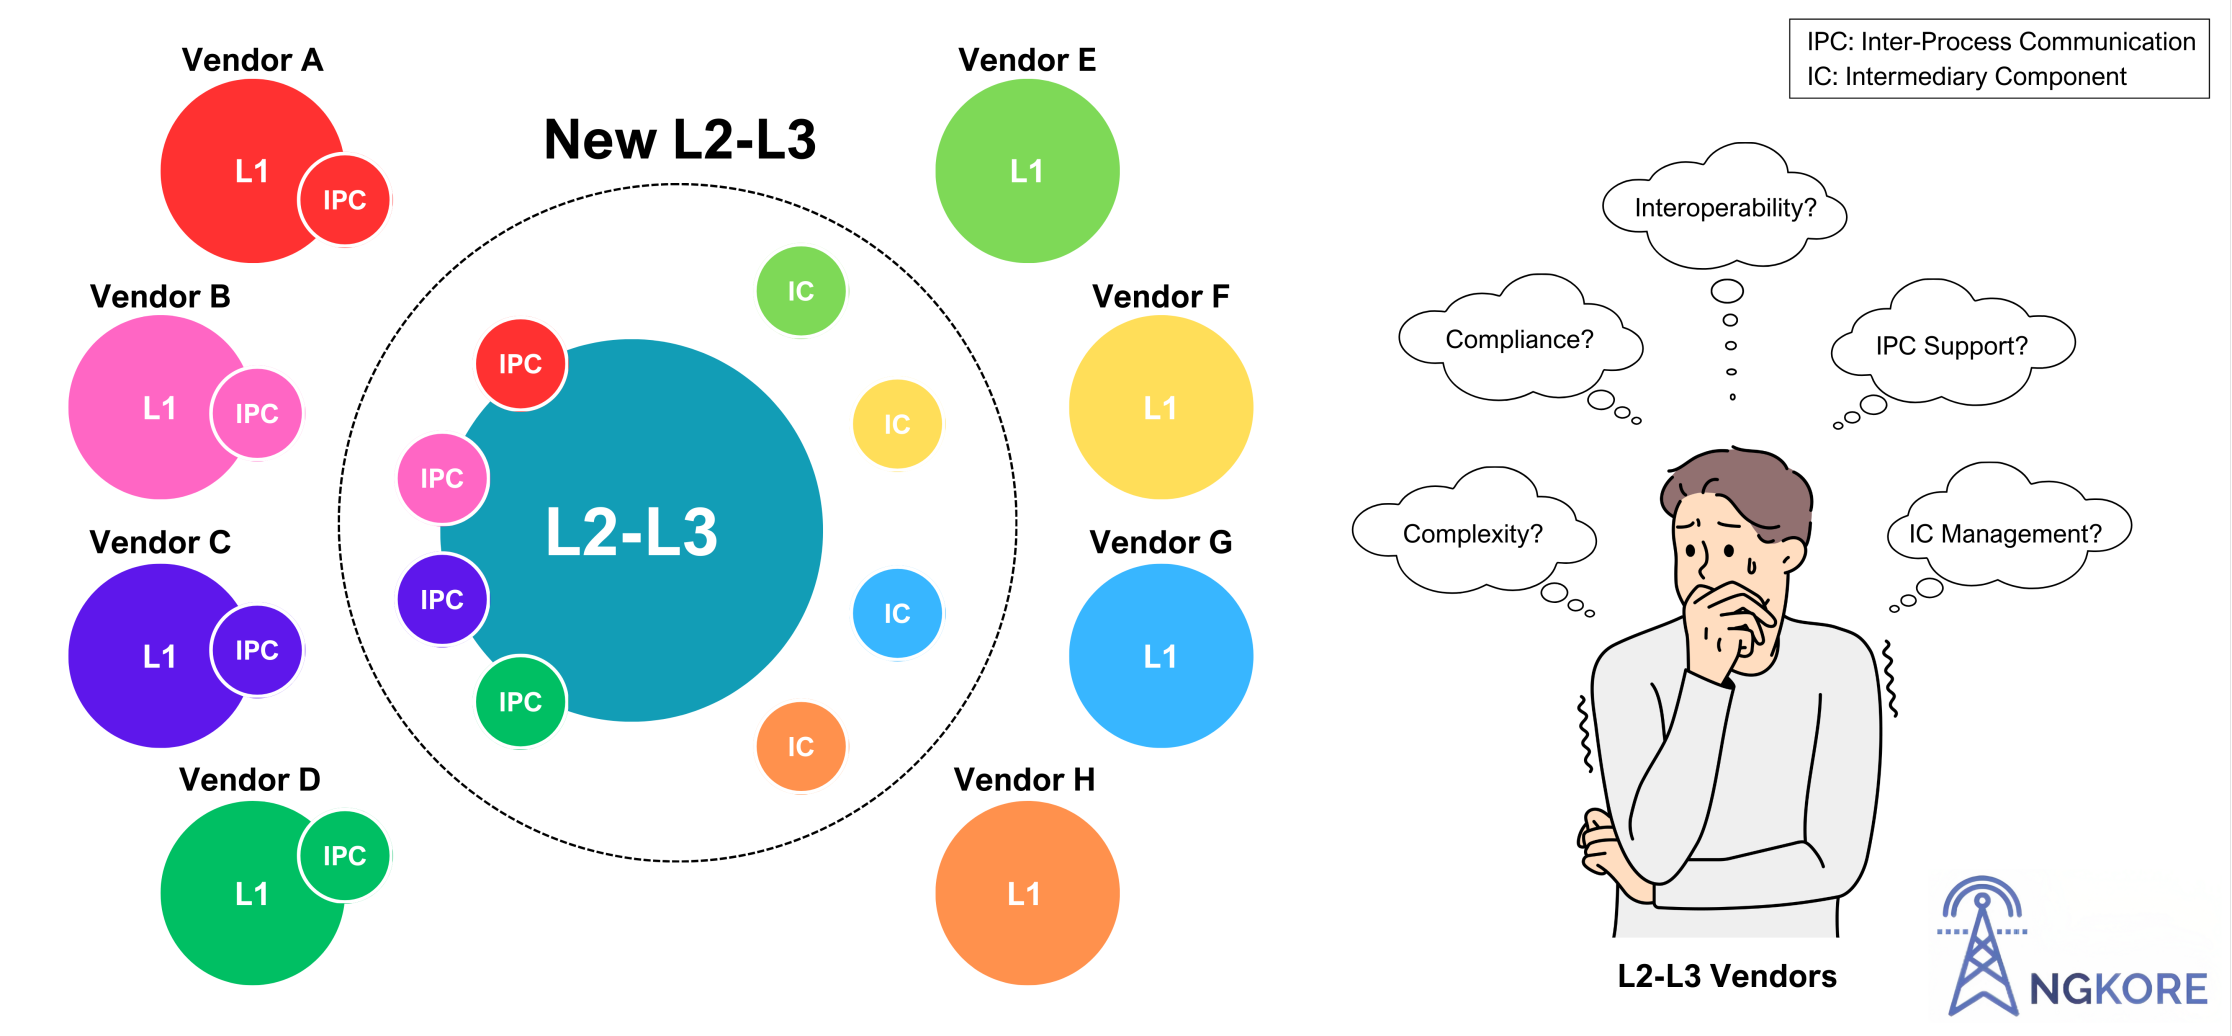 IPC: Inter-Process Communication
IC: Intermediary Component
Vendor A
L1
IPC
Vendor B
L1
IPC
Vendor C
L1
IPC
Vendor D
L1
IPC
New L2-L3
IPC
IPC
IPC
IPC
L2-L3
IC
IC
IC
IC
Vendor E
L1
Vendor F
L1
Vendor G
L1
Vendor H
L1
Interoperability?
Compliance?
IPC Support?
Complexity?
IC Management?
L2-L3 Vendors
NGKORE